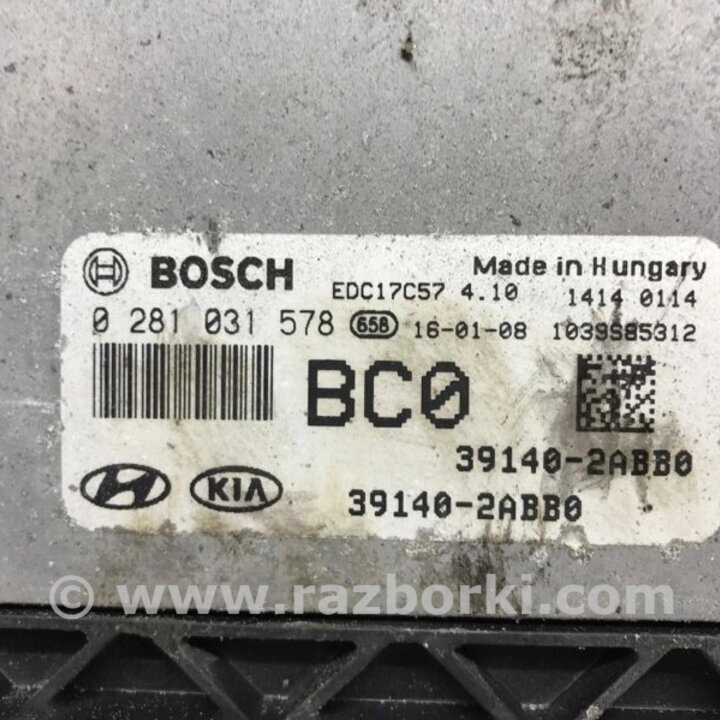 BOSCH
Made in Hungary
EDC17C57 4.10
1414 0114
0 281 031 578 658 16-01-08 1039S85312
BC0
39140-2ABB0
KIA 39140-2ABB0
© www.razborki.com